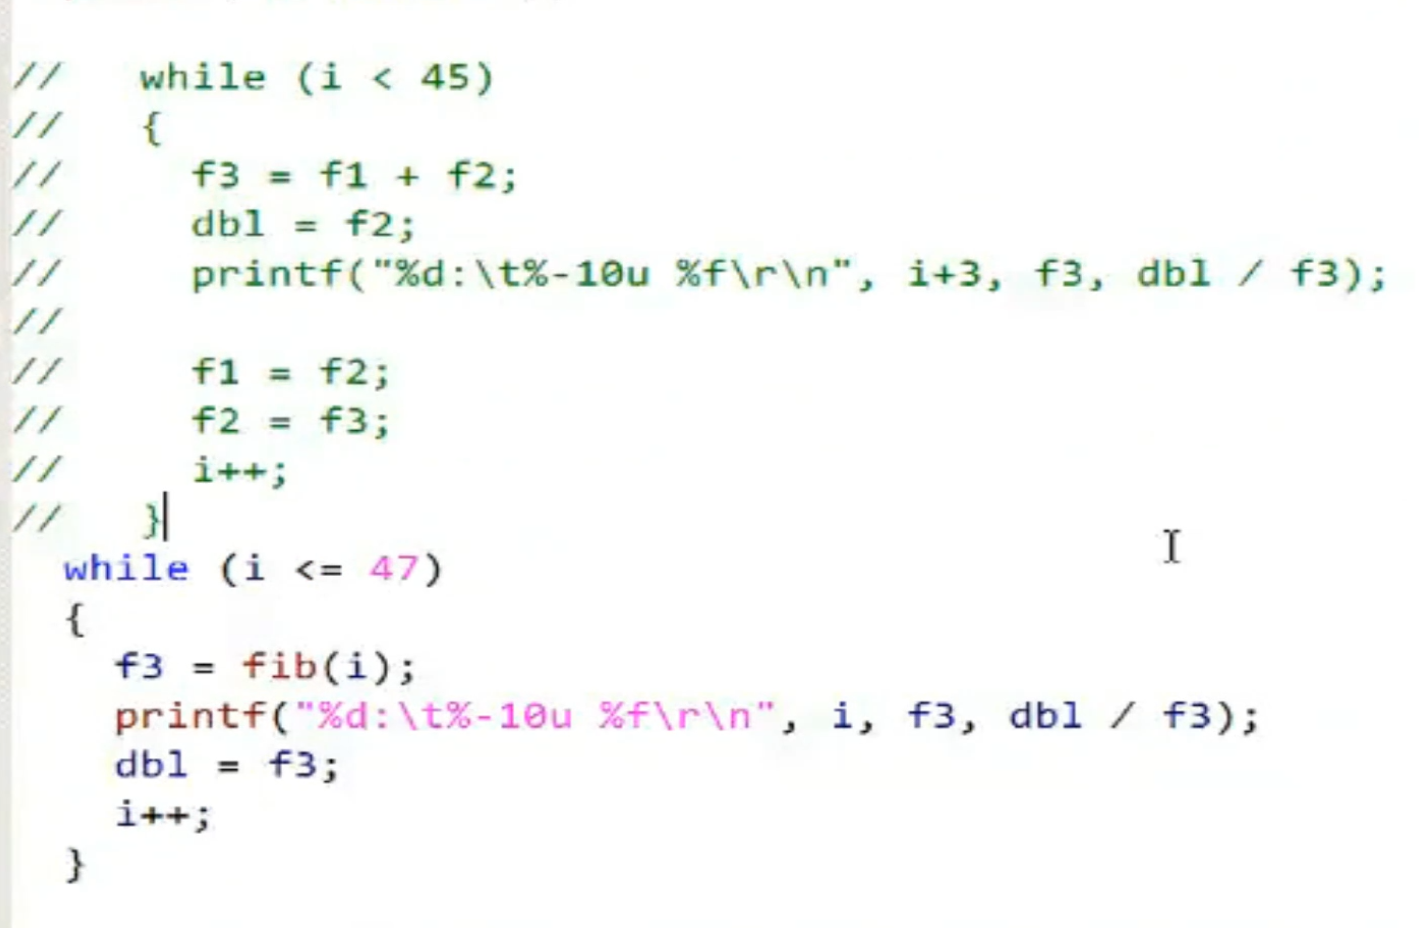 //   while (i < 45)
//   {
//     f3 = f1 + f2;
//     dbl = f2;
//     printf("%d:\t%-10u %f\r\n", i+3, f3, dbl / f3);
//
//     f1 = f2;
//     f2 = f3;
//     i++;
//   }
while (i <= 47)
{
  f3 = fib(i);
  printf("%d:\t%-10u %f\r\n", i, f3, dbl / f3);
  dbl = f3;
  i++;
}